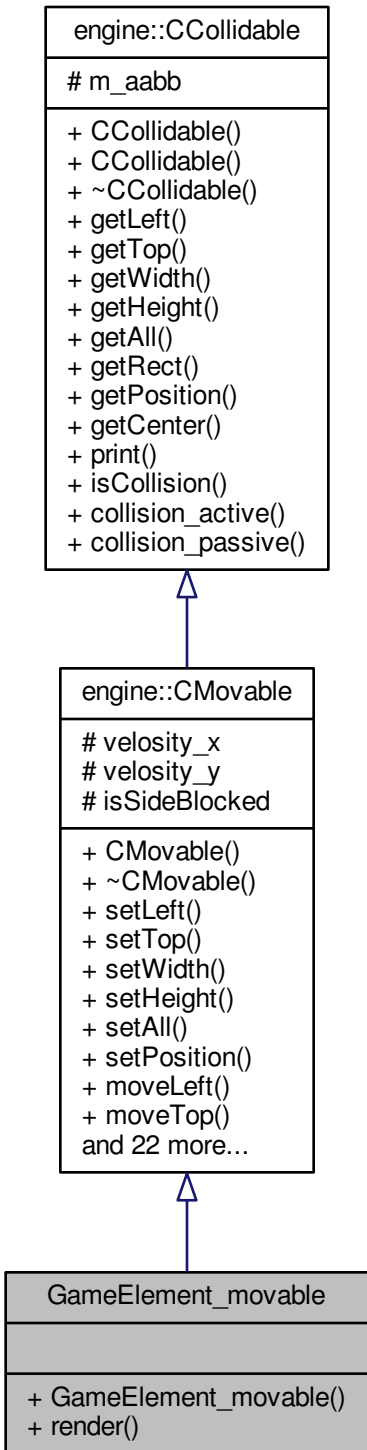 engine::CCollidable
# m_aabb
+ CCollidable()
+ CCollidable()
+ ~CCollidable()
+ getLeft()
+ getTop()
+ getWidth()
+ getHeight()
+ getAll()
+ getRect()
+ getPosition()
+ getCenter()
+ print()
+ isCollision()
+ collision_active()
+ collision_passive()
engine::CMovable
# velosity_x
# velosity_y
# isSideBlocked
+ CMovable()
+ ~CMovable()
+ setLeft()
+ setTop()
+ setWidth()
+ setHeight()
+ setAll()
+ setPosition()
+ moveLeft()
+ moveTop()
and 22 more...
GameElement_movable
+ GameElement_movable()
+ render()